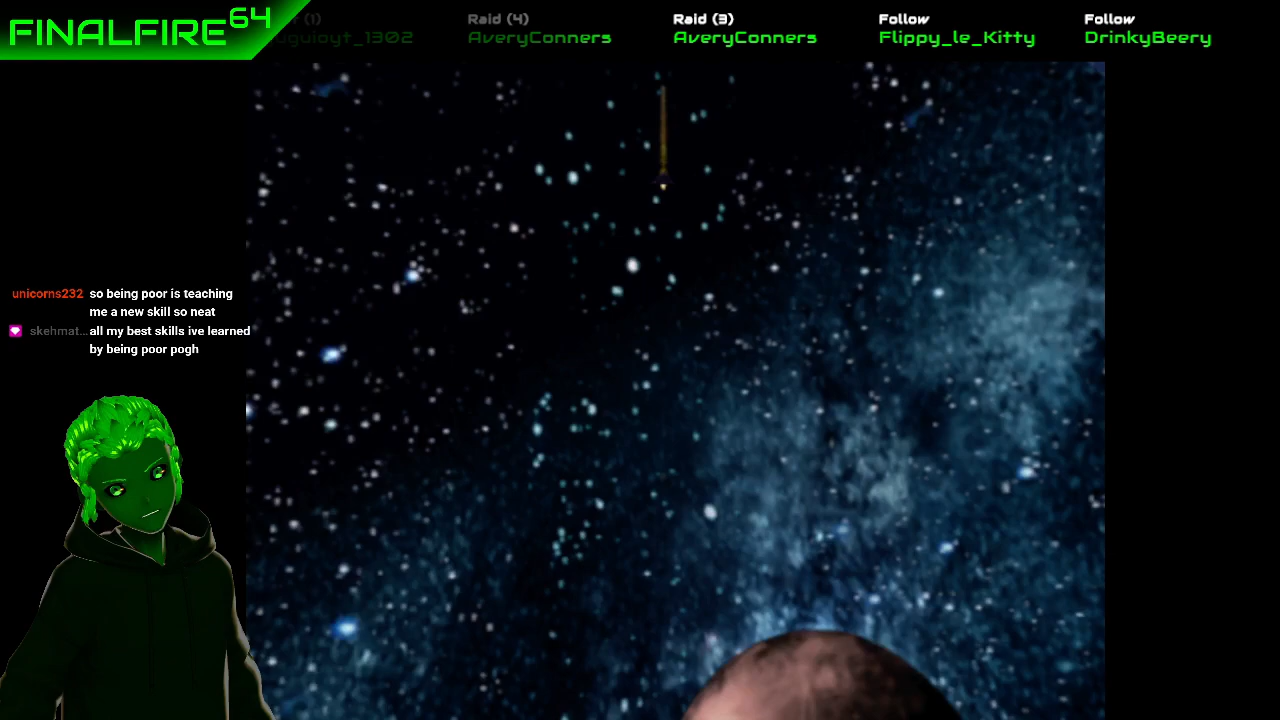 FINALFIRE64
Raid (4)
AveryConners
Raid (3)
AveryConners
Follow
Flippy_le_Kitty
Follow
DrinkyBeery
unicorns232 so being poor is teaching
me a new skill so neat
skehmat... all my best skills ive learned
by being poor pogh